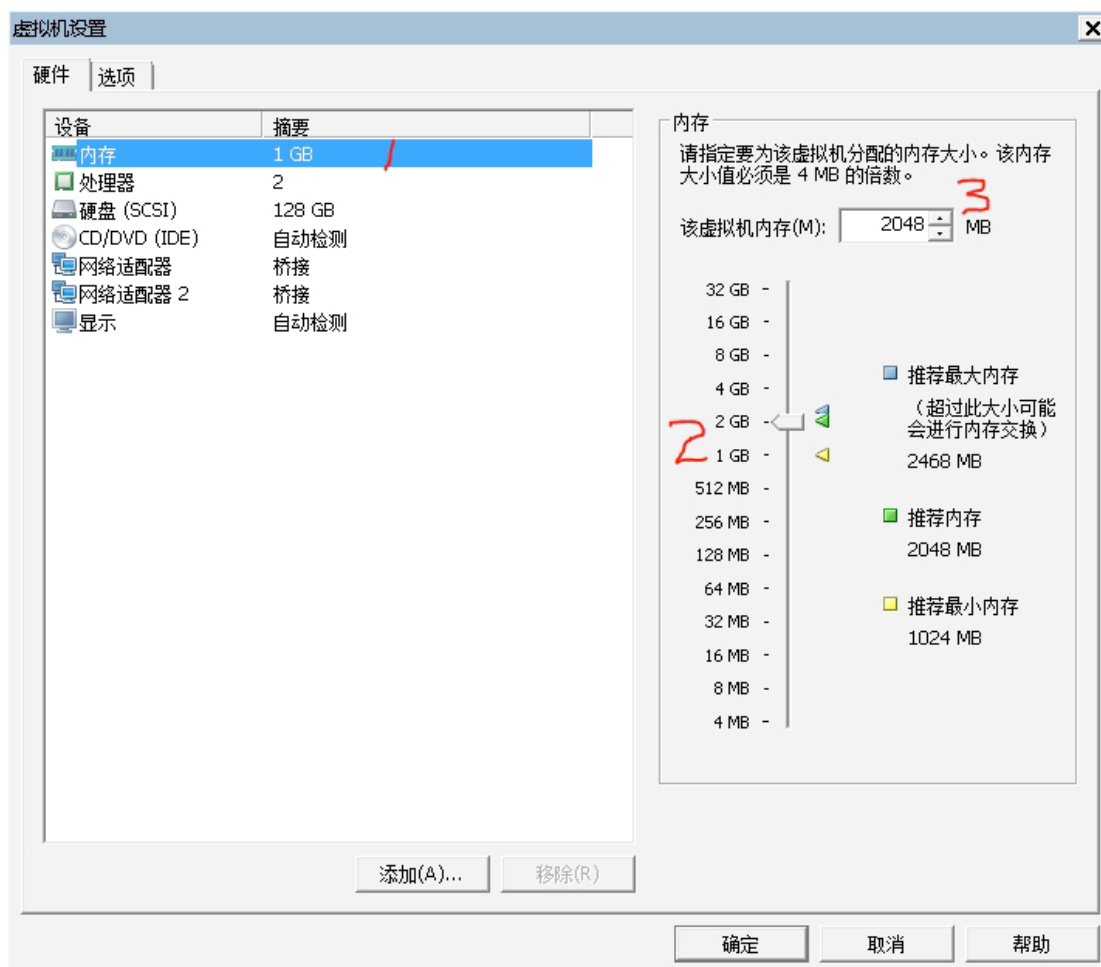 虚拟机设置
硬件 选项
设备 摘要
内存 1 GB 1
处理器 2
硬盘 (SCSI) 128 GB
CD/DVD (IDE) 自动检测
网络适配器 桥接
网络适配器 2 桥接
显示 自动检测
添加(A)... 移除(R)
内存
请指定要为该虚拟机分配的内存大小。该内存
大小值必须是 4 MB 的倍数。
3
该虚拟机内存(M): 2048 MB
32 GB
16 GB
8 GB
4 GB
2 GB
2
1 GB
512 MB
256 MB
128 MB
64 MB
32 MB
16 MB
8 MB
4 MB
推荐最大内存
（超过此大小可能
会进行内存交换）
2468 MB
推荐内存
2048 MB
推荐最小内存
1024 MB
确定 取消 帮助